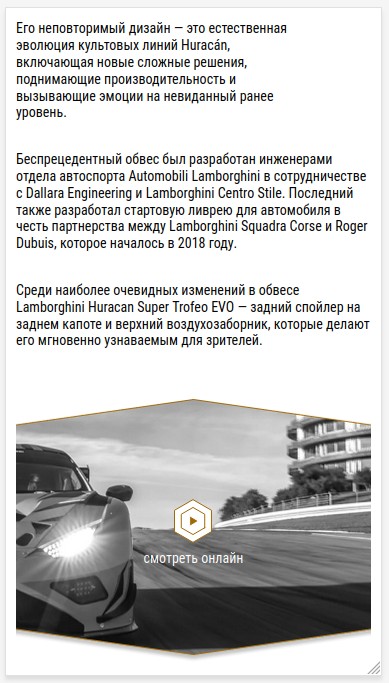 Его неповторимый дизайн — это естественная
эволюция культовых линий Huracán,
включающая новые сложные решения,
поднимающие производительность и
вызывающие эмоции на невиданный ранее
уровень.
Беспрецедентный обвес был разработан инженерами
отдела автоспорта Automobili Lamborghini в сотрудничестве
с Dallara Engineering и Lamborghini Centro Stile. Последний
также разработал стартовую ливрею для автомобиля в
честь партнерства между Lamborghini Squadra Corse и Roger
Dubuis, которое началось в 2018 году.
Среди наиболее очевидных изменений в обвесе
Lamborghini Huracan Super Trofeo EVO — задний спойлер на
заднем капоте и верхний воздухозаборник, которые делают
его мгновенно узнаваемым для зрителей.
смотреть онлайн